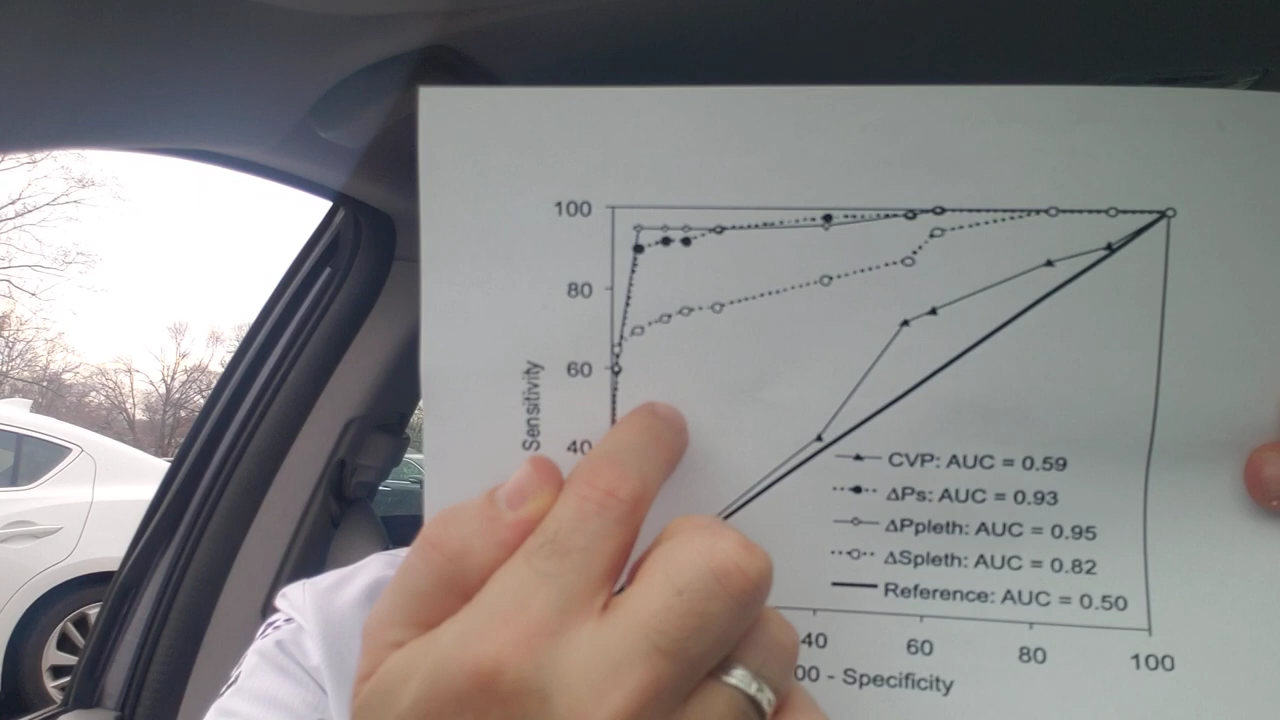 100
80
60
40
Sensitivity
CVP: AUC = 0.59
ΔPs: AUC = 0.93
ΔPpleth: AUC = 0.95
ΔSpleth: AUC = 0.82
Reference: AUC = 0.50
40 60 80 100
00 - Specificity